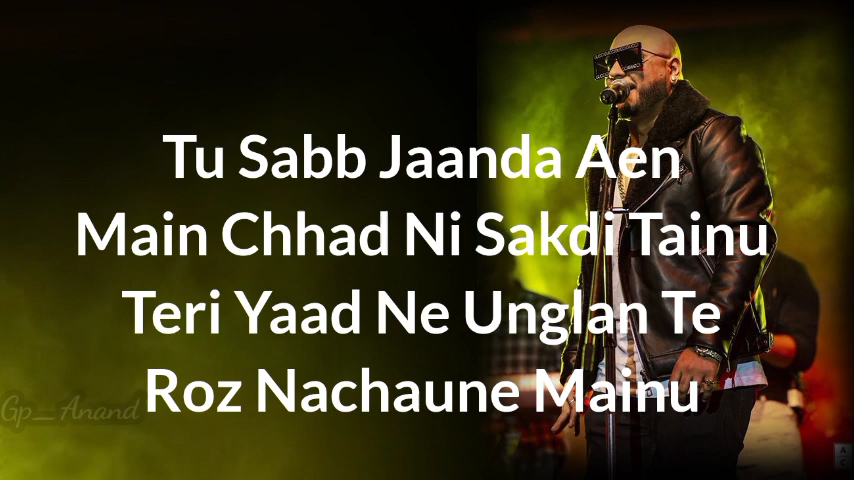 Tu Sabb Jaanda Aen
Main Chhad Ni Sakdi Tainu
Teri Yaad Ne Unglan Te
Roz Nachaune Mainu
Gp_Anand